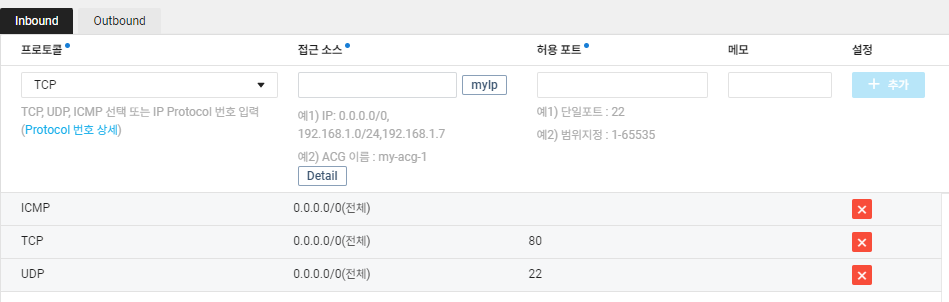 Inbound Outbound
프로토콜 접근 소스 허용 포트 메모 설정
TCP myIp + 추가
TCP, UDP, ICMP 선택 또는 IP Protocol 번호 입력
(Protocol 번호 상세)
예1) IP: 0.0.0.0/0,
192.168.1.0/24,192.168.1.7
예2) ACG 이름 : my-acg-1
Detail
예1) 단일포트 : 22
예2) 범위지정 : 1-65535
ICMP 0.0.0.0/0(전체)
TCP 0.0.0.0/0(전체) 80
UDP 0.0.0.0/0(전체) 22